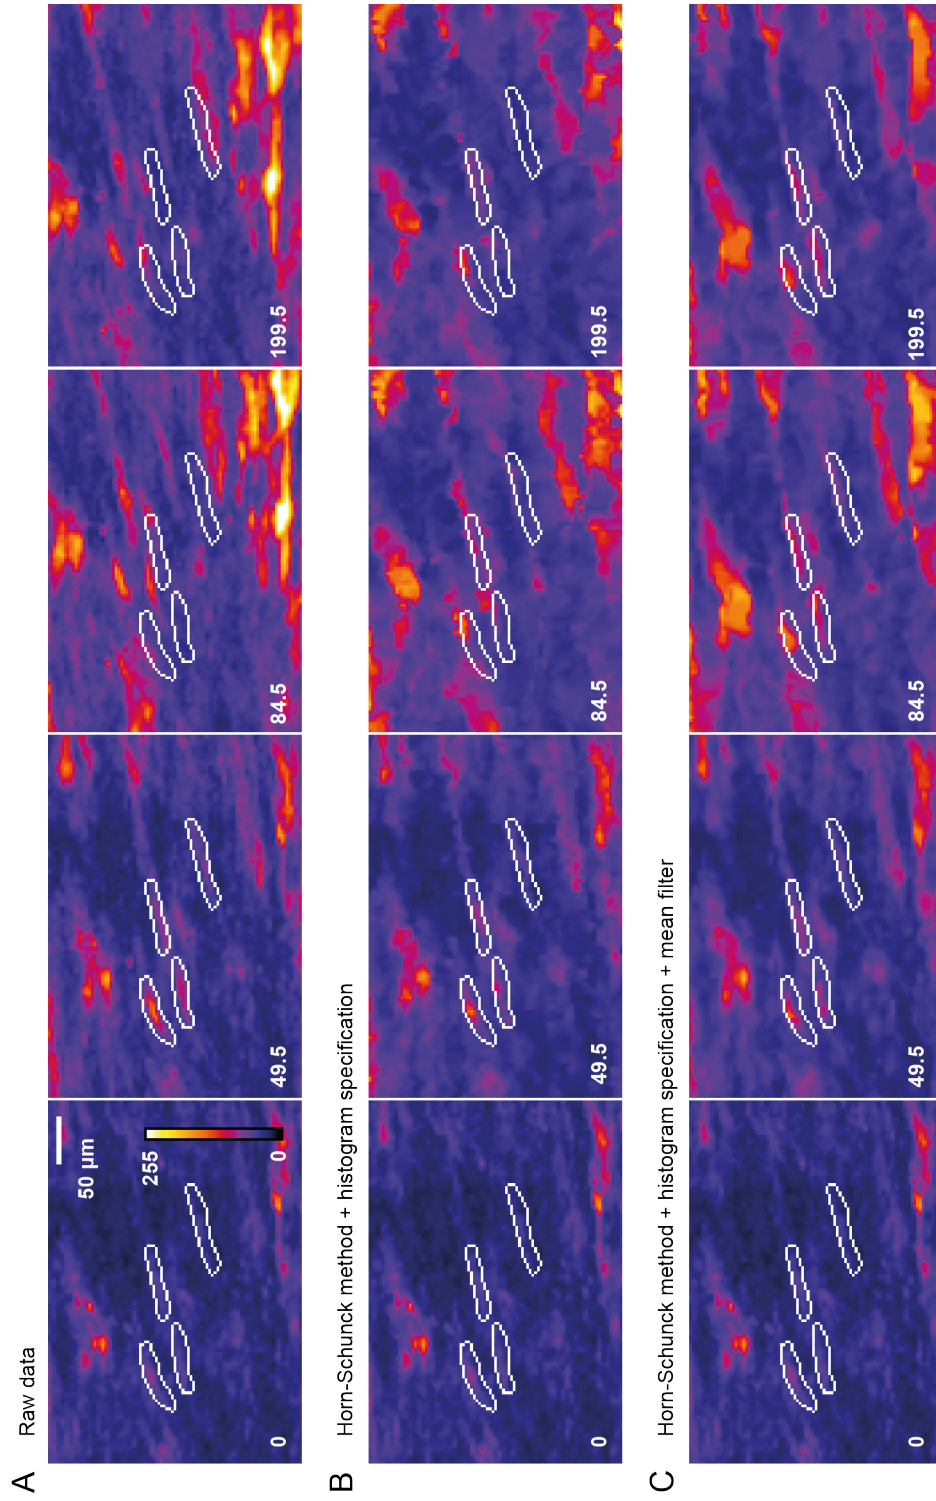 A
Raw data
50 µm
255
0
0
49.5
84.5
199.5
B
Horn-Schunck method + histogram specification
0
49.5
84.5
199.5
C
Horn-Schunck method + histogram specification + mean filter
0
49.5
84.5
199.5